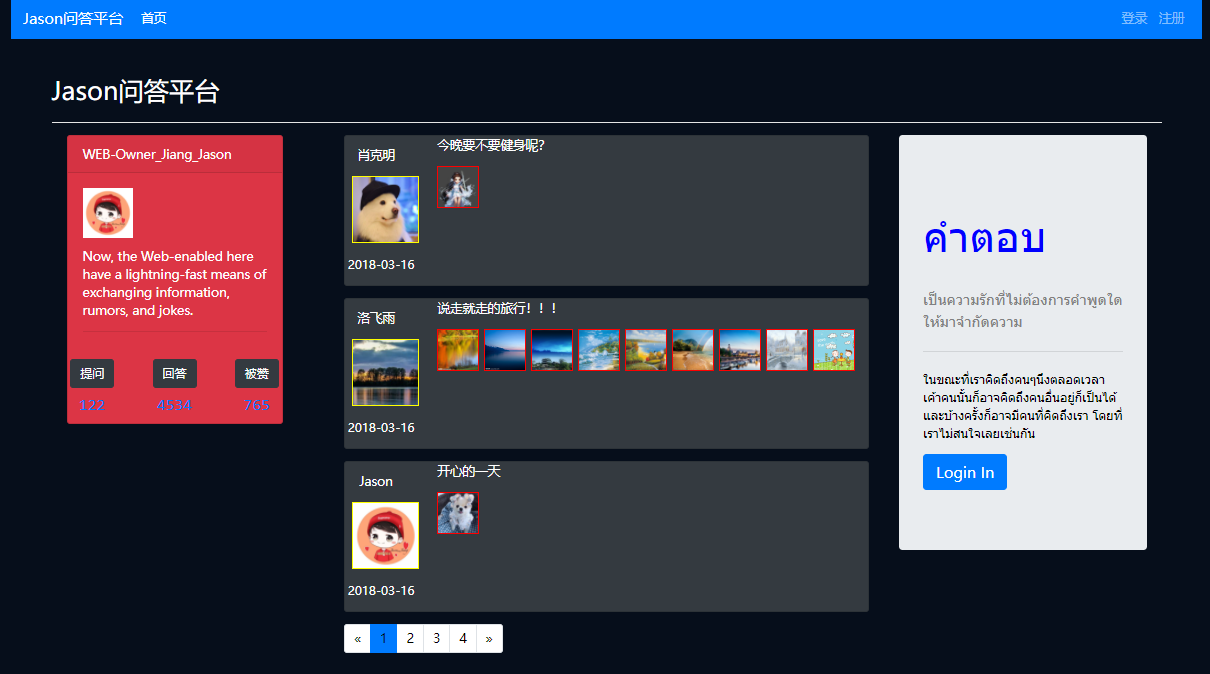 Jason问答平台 首页 登录 注册
Jason问答平台
WEB-Owner_Jiang_Jason
Now, the Web-enabled here
have a lightning-fast means of
exchanging information,
rumors, and jokes.
提问 回答 被赞
122 4534 765
肖克明
今晚要不要健身呢?
2018-03-16
洛飞雨
说走就走的旅行！！！
2018-03-16
Jason
开心的一天
2018-03-16
« 1 2 3 4 »
คำตอบ
เป็นความรักที่ไม่ต้องการคำพูดใด
ให้มาจำกัดความ
ในขณะที่เราคิดถึงคนๆนึงตลอดเวลา
เค้าคนนั้นก็อาจคิดถึงคนอื่นอยู่ก็เป็นได้
และบ้างครั้งก็อาจมีคนที่คิดถึงเรา โดยที่
เราไม่สนใจเลยเช่นกัน
Login In